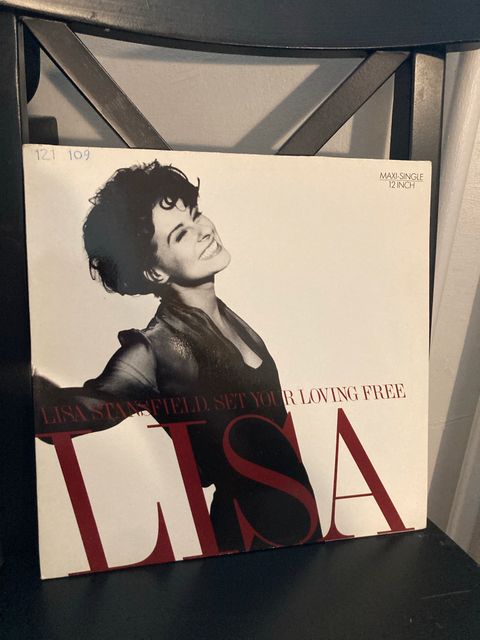 121 109
MAXI-SINGLE
12 INCH
LISA STANSFIELD. SET YOUR LOVING FREE
LISA